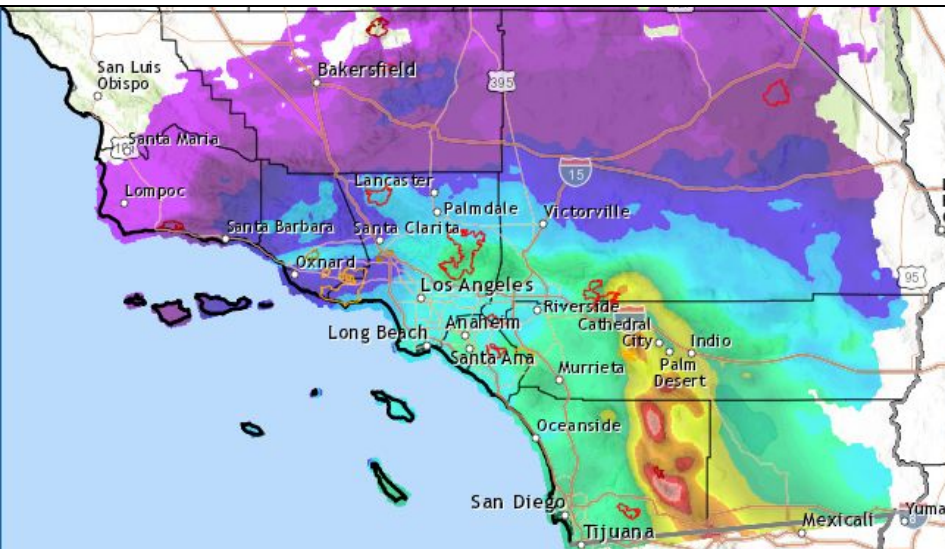 San Luis
Obispo
Bakersfield
395
Santa Maria
Lompoc
15
Lancaster
Palmdale
Victorville
Santa Barbara
Santa Clarita
Oxnard
Los Angeles
95
Riverside
Long Beach
Anaheim
Cathedral
City
Indio
Santa Ana
Palm
Desert
Murrieta
Oceanside
San Diego
Tijuana
Mexicali
Yuma